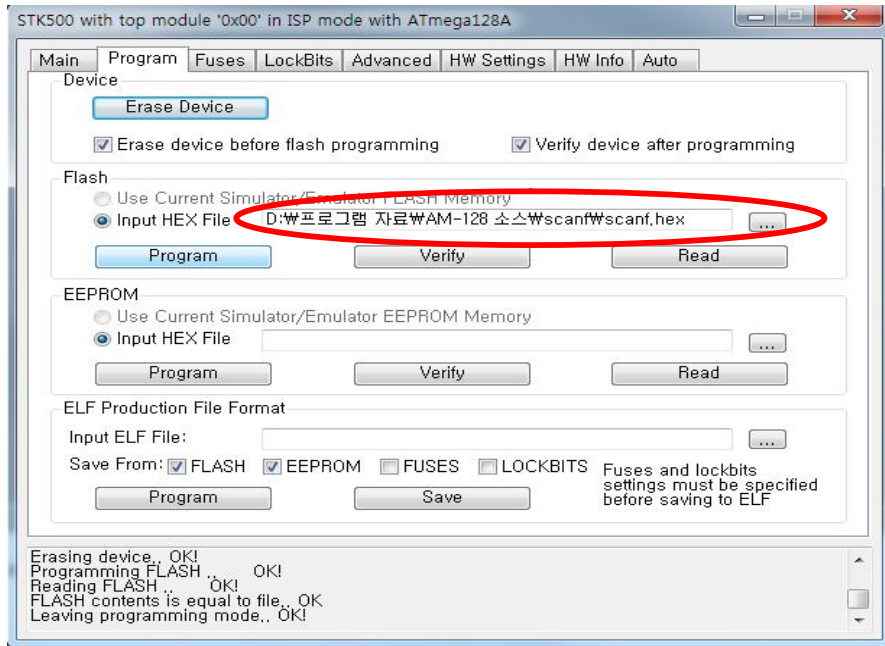 STK500 with top module '0x00' in ISP mode with ATmega128A
Main Program Fuses LockBits Advanced HW Settings HW Info Auto
Device
Erase Device
Erase device before flash programming Verify device after programming
Flash
Use Current Simulator/Emulator FLASH Memory
Input HEX File D:₩프로그램 자료₩AM-128 소스₩scanf₩scanf.hex ...
Program Verify Read
EEPROM
Use Current Simulator/Emulator EEPROM Memory
Input HEX File ...
Program Verify Read
ELF Production File Format
Input ELF File: ...
Save From: FLASH EEPROM FUSES LOCKBITS Fuses and lockbits
settings must be specified
before saving to ELF
Program Save
Erasing device.. OK!
Programming FLASH .. OK!
Reading FLASH .. OK!
FLASH contents is equal to file.. OK
Leaving programming mode.. OK!